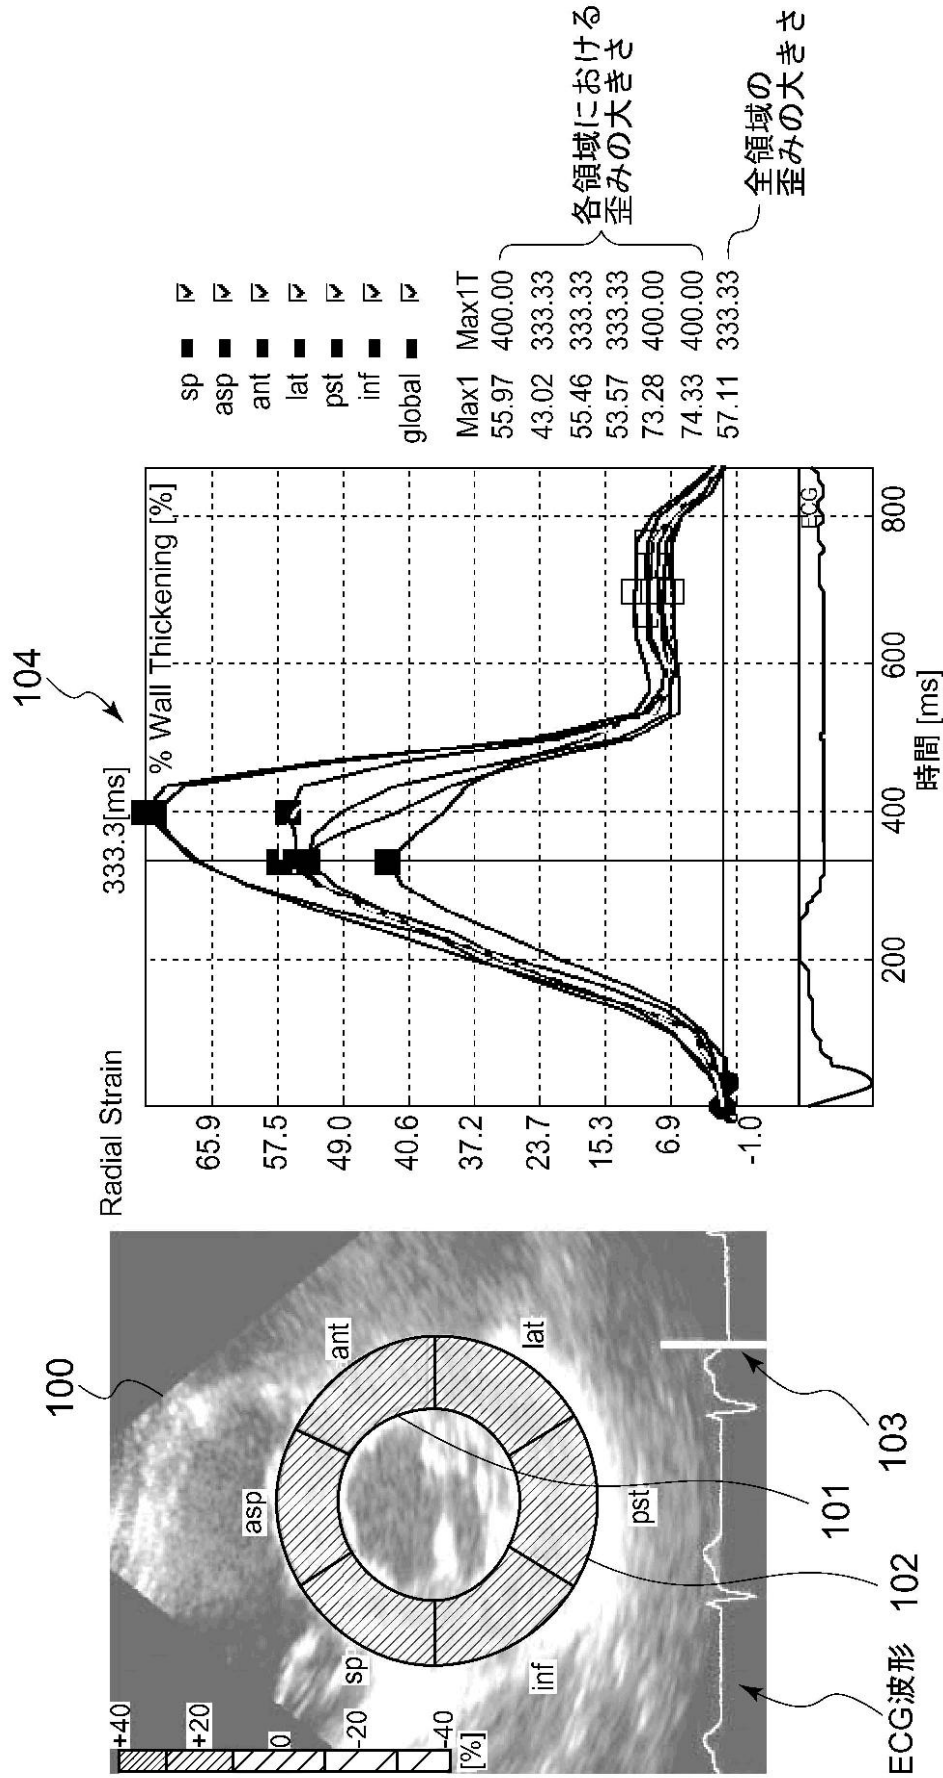 100
+40
+20
0
-20
-40
[%]
asp
ant
sp
lat
inf
pst
ECG波形
102
101
103
104
Radial Strain
333.3[ms]
% Wall Thickening [%]
65.9
57.5
49.0
40.6
37.2
23.7
15.3
6.9
-1.0
ECG
200
400
600
800
時間 [ms]
sp
asp
ant
lat
pst
inf
global
Max1 Max1T
55.97 400.00
43.02 333.33
55.46 333.33
53.57 333.33
73.28 400.00
74.33 400.00
57.11 333.33
各領域における
歪みの大きさ
全領域の
歪みの大きさ